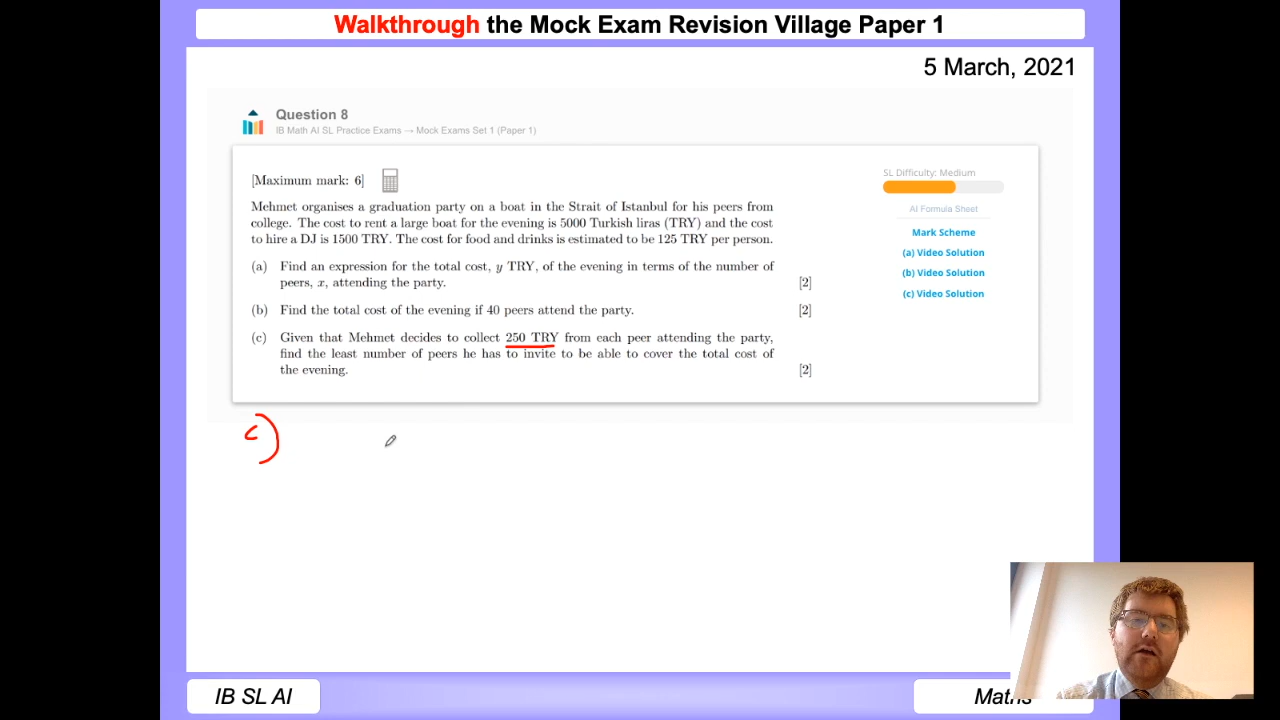 Walkthrough the Mock Exam Revision Village Paper 1
5 March, 2021
Question 8
IB Math AI SL Practice Exams → Mock Exams Set 1 (Paper 1)
[Maximum mark: 6]
Mehmet organises a graduation party on a boat in the Strait of Istanbul for his peers from
college. The cost to rent a large boat for the evening is 5000 Turkish liras (TRY) and the cost
to hire a DJ is 1500 TRY. The cost for food and drinks is estimated to be 125 TRY per person.
(a) Find an expression for the total cost, y TRY, of the evening in terms of the number of
peers, x, attending the party. [2]
(b) Find the total cost of the evening if 40 peers attend the party. [2]
(c) Given that Mehmet decides to collect 250 TRY from each peer attending the party,
find the least number of peers he has to invite to be able to cover the total cost of
the evening. [2]
SL Difficulty: Medium
AI Formula Sheet
Mark Scheme
(a) Video Solution
(b) Video Solution
(c) Video Solution
c)
IB SL AI
Maths